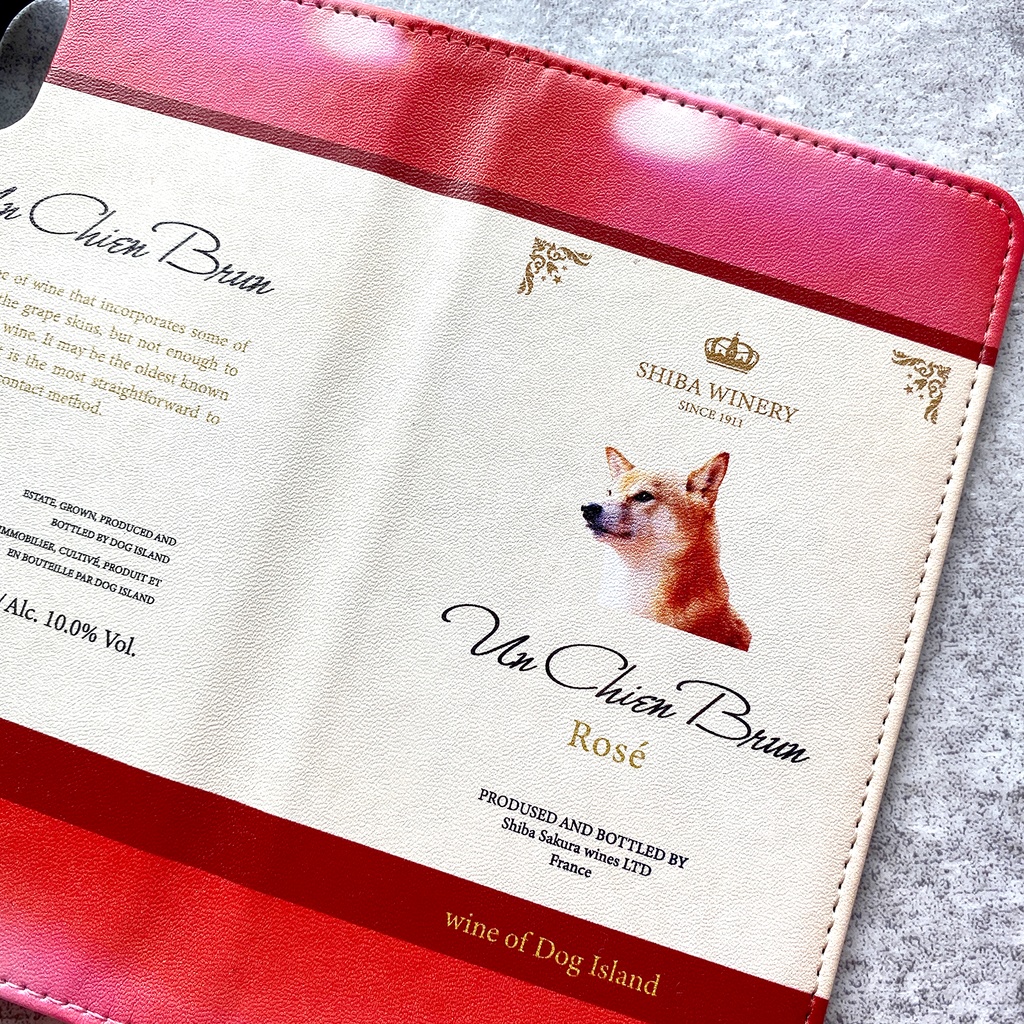 Un Chien Brun
of wine that incorporates some of
the grape skins, but not enough to
wine. It may be the oldest known
is the most straightforward to
contact method.
ESTATE, GROWN, PRODUCED AND
BOTTLED BY DOG ISLAND
IMMOBILIER, CULTIVÉ, PRODUIT ET
EN BOUTEILLE PAR DOG ISLAND
/Alc. 10.0% Vol.
SHIBA WINERY
SINCE 1911
Un Chien Brun
Rosé
PRODUSED AND BOTTLED BY
Shiba Sakura wines LTD
France
wine of Dog Island